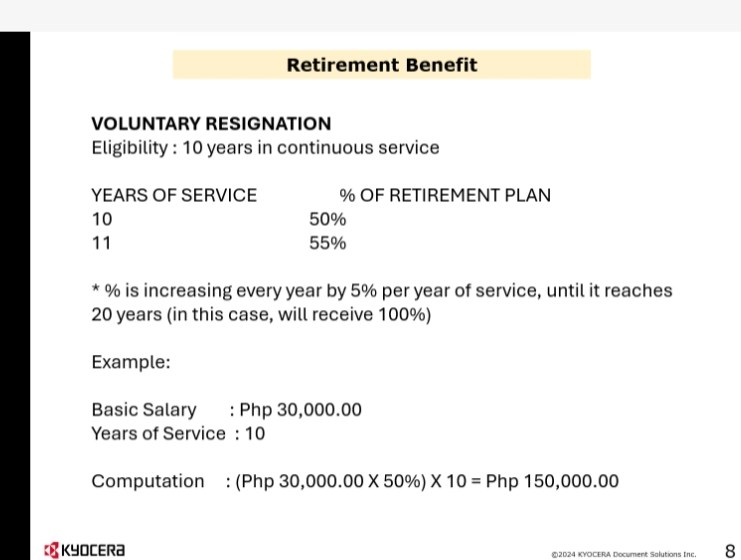 Retirement Benefit
VOLUNTARY RESIGNATION
Eligibility : 10 years in continuous service
YEARS OF SERVICE % OF RETIREMENT PLAN
10 50%
11 55%
* % is increasing every year by 5% per year of service, until it reaches
20 years (in this case, will receive 100%)
Example:
Basic Salary : Php 30,000.00
Years of Service : 10
Computation : (Php 30,000.00 X 50%) X 10 = Php 150,000.00
KYOCERA ©2024 KYOCERA Document Solutions Inc. 8